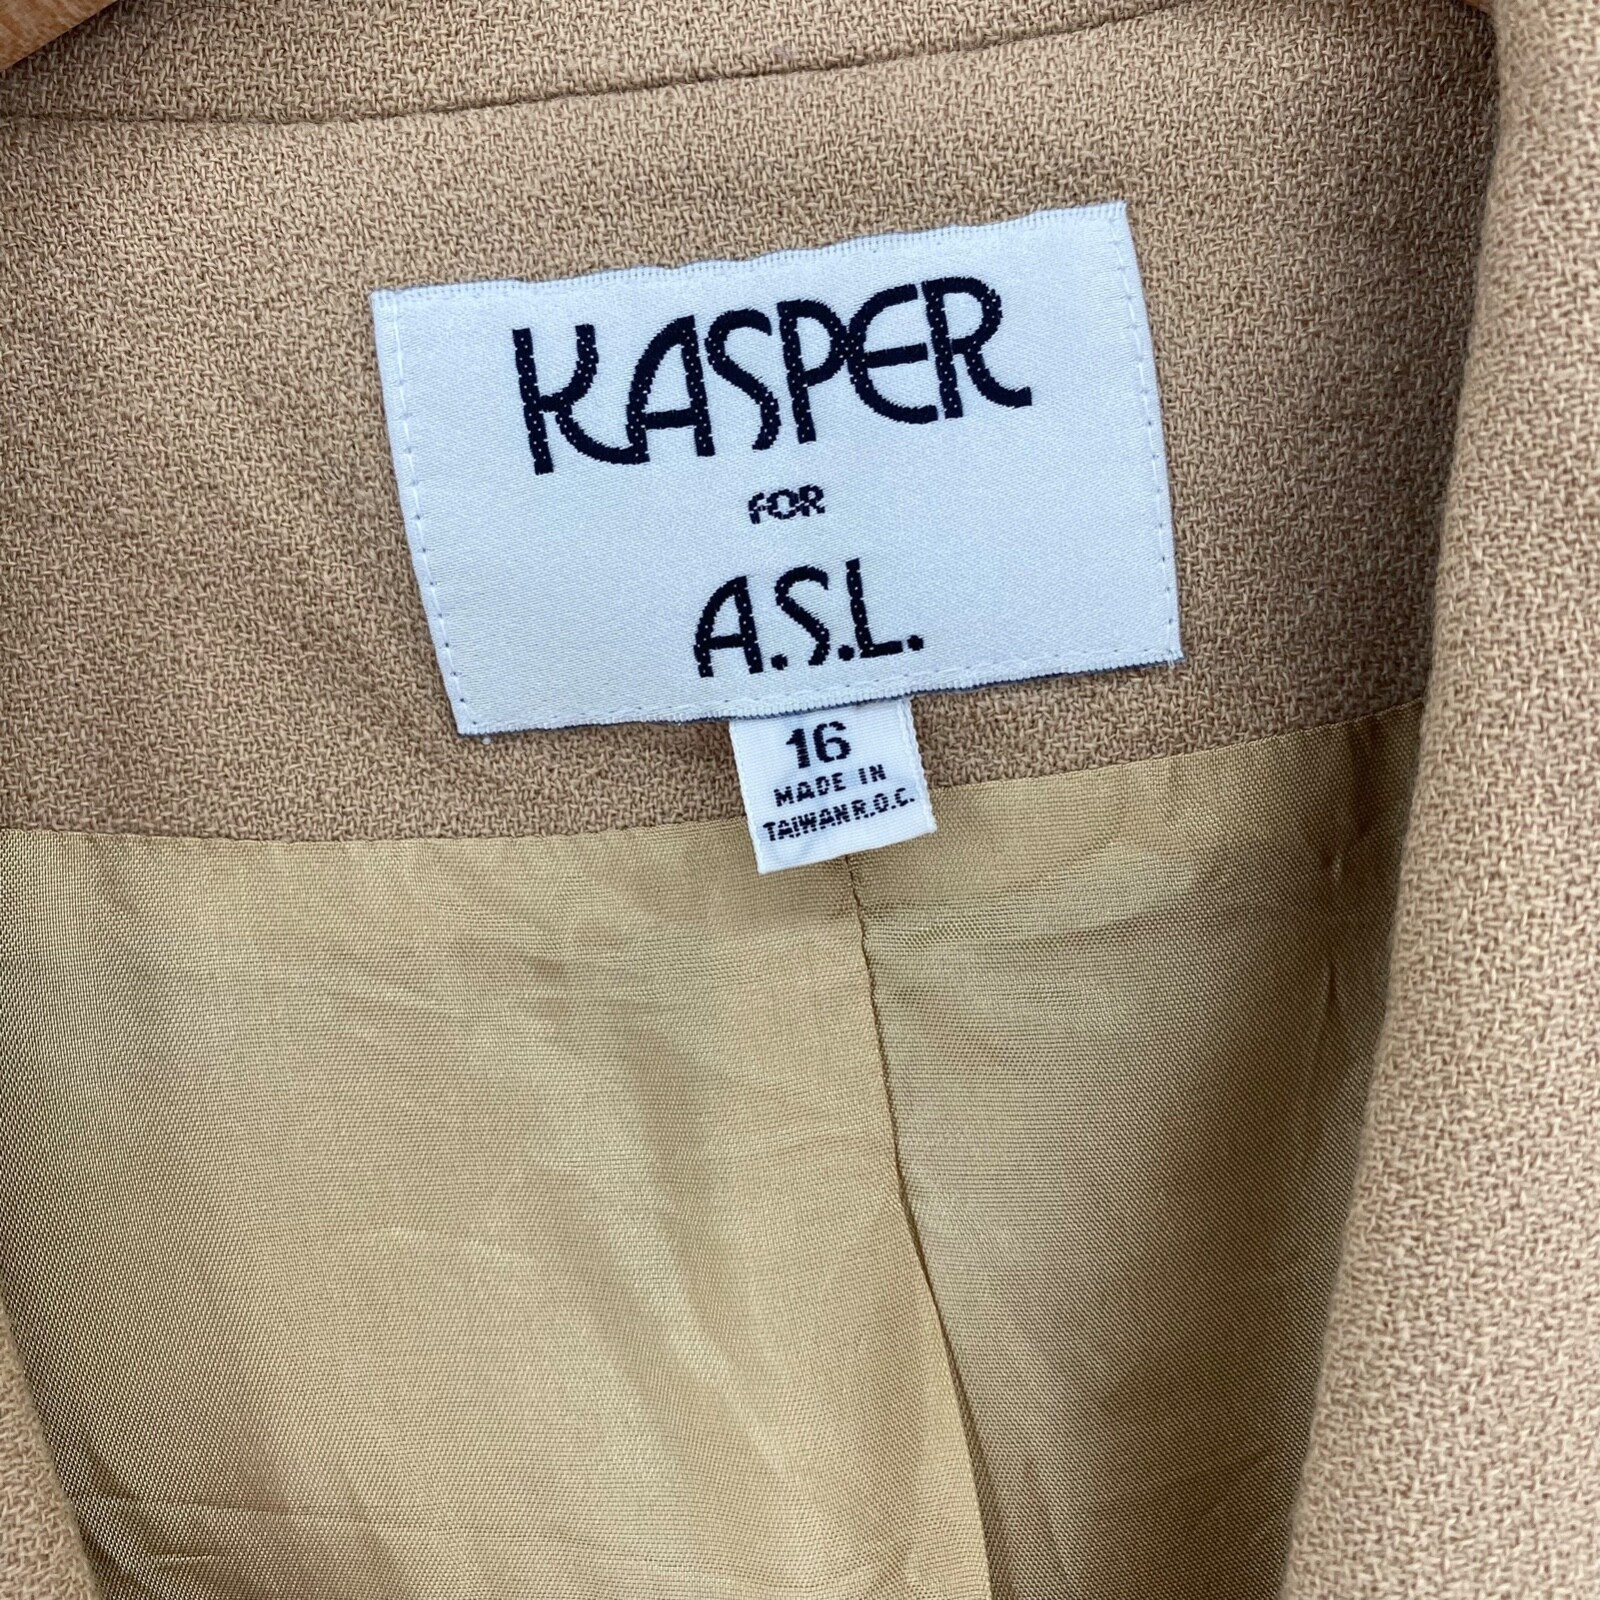 KASPER
FOR
A.S.L.
16
MADE IN
TAIWAN R.O.C.